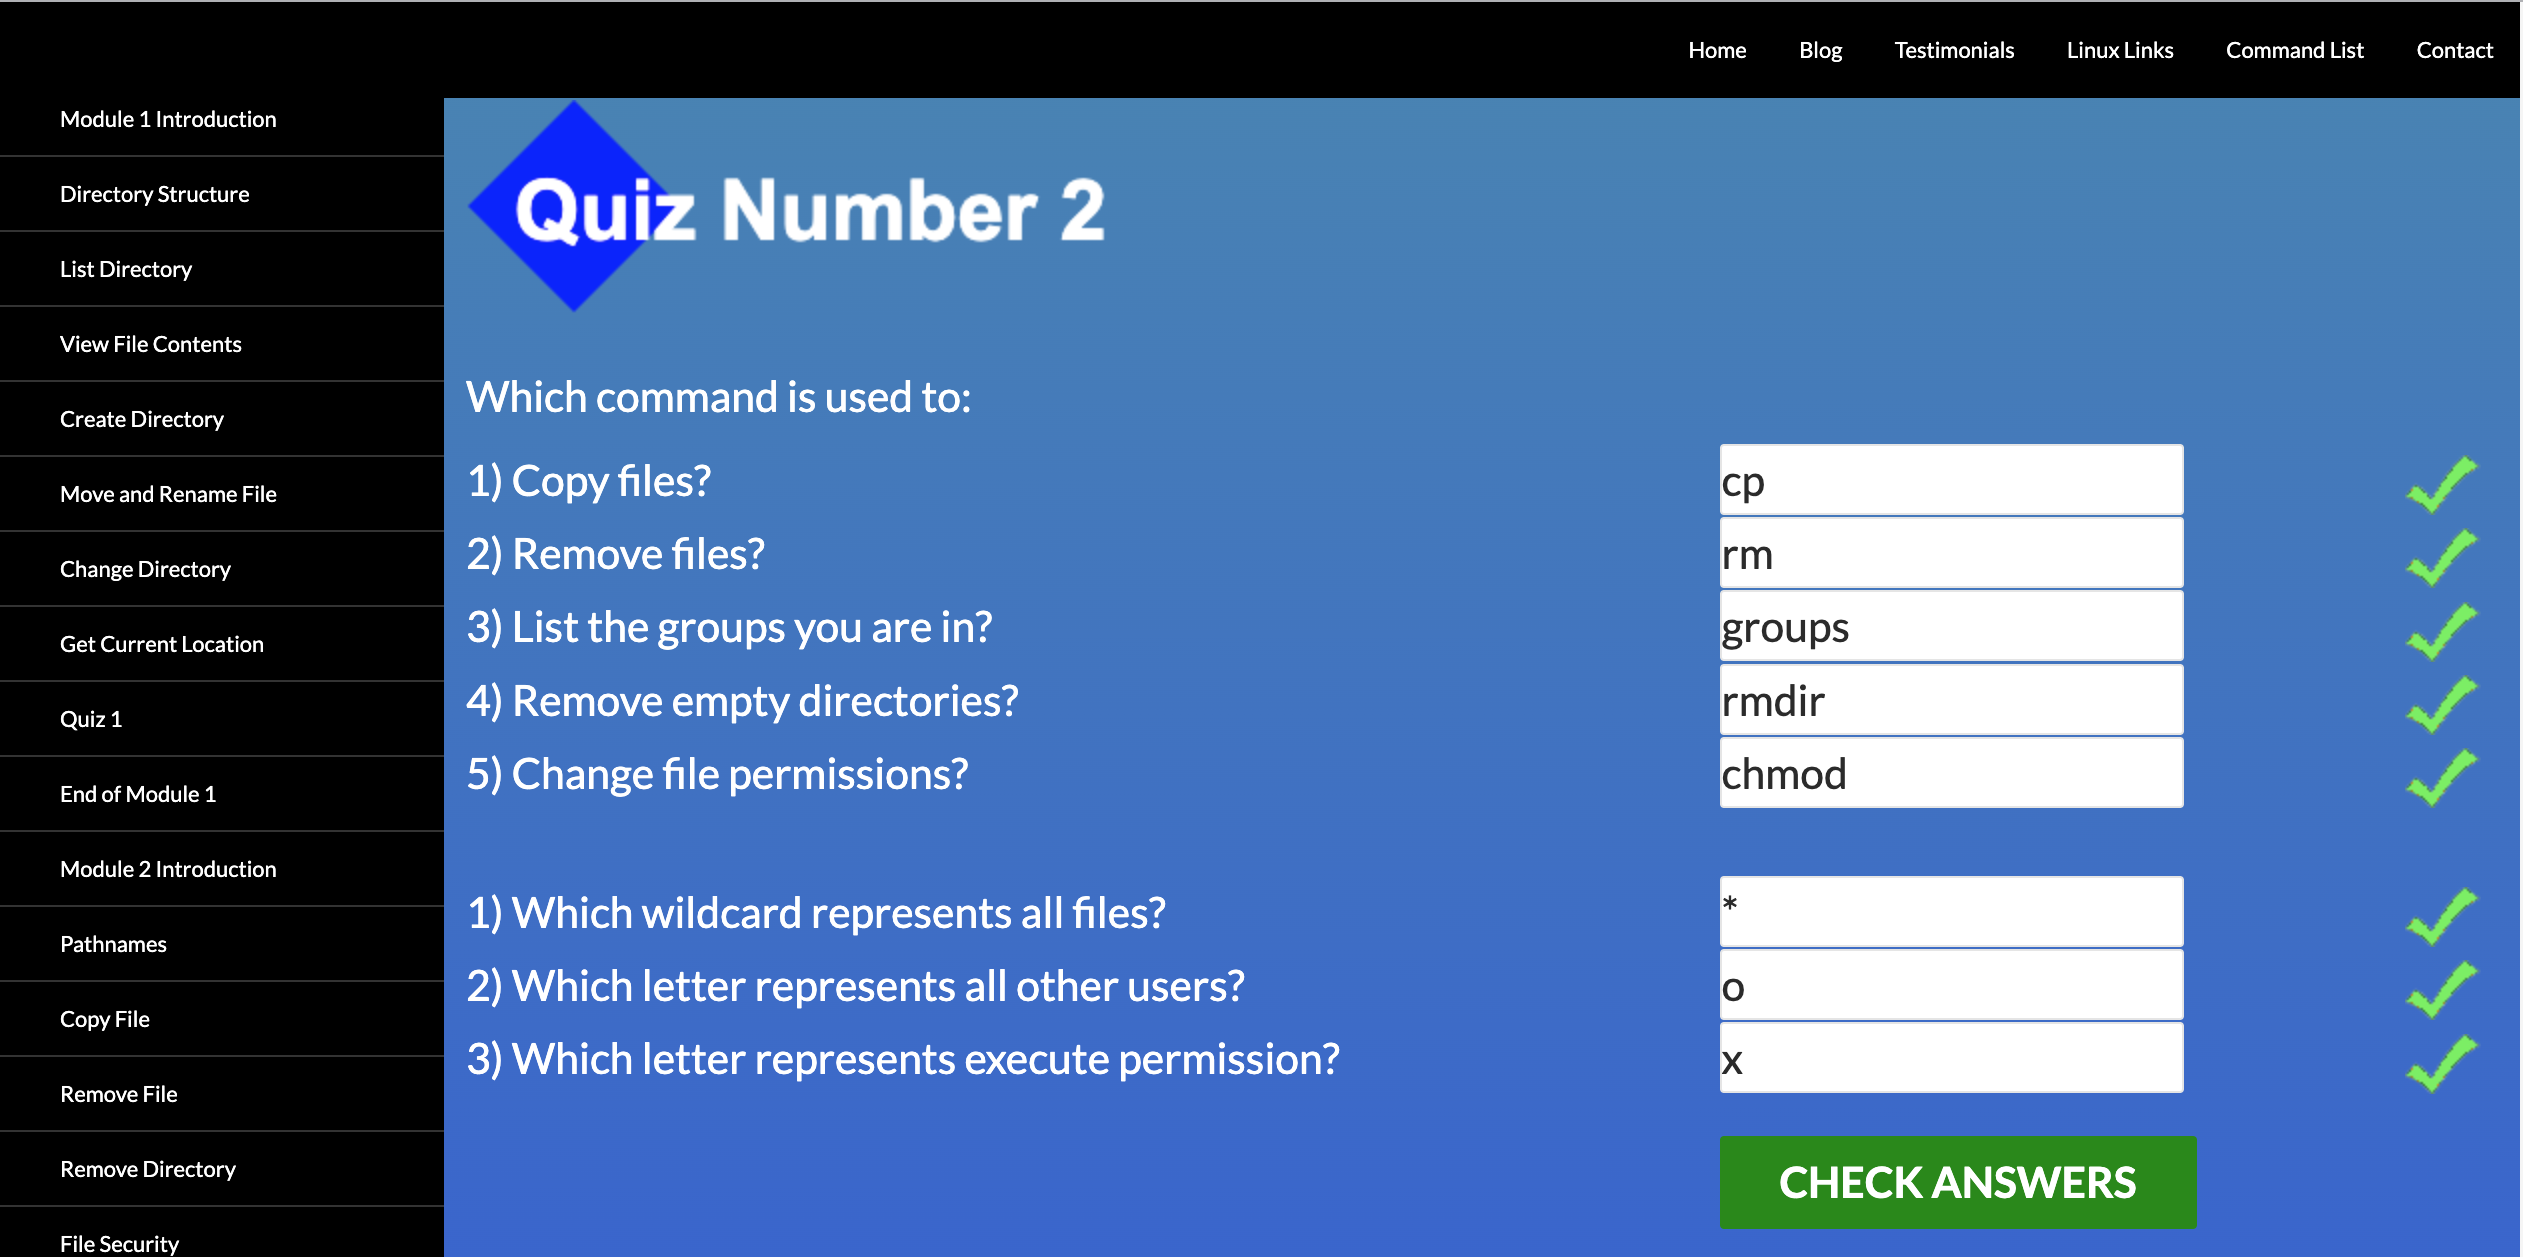 Home Blog Testimonials Linux Links Command List Contact
Module 1 Introduction
Directory Structure
List Directory
View File Contents
Create Directory
Move and Rename File
Change Directory
Get Current Location
Quiz 1
End of Module 1
Module 2 Introduction
Pathnames
Copy File
Remove File
Remove Directory
File Security
Quiz Number 2
Which command is used to:
1) Copy files? cp
2) Remove files? rm
3) List the groups you are in? groups
4) Remove empty directories? rmdir
5) Change file permissions? chmod
1) Which wildcard represents all files? *
2) Which letter represents all other users? o
3) Which letter represents execute permission? x
CHECK ANSWERS